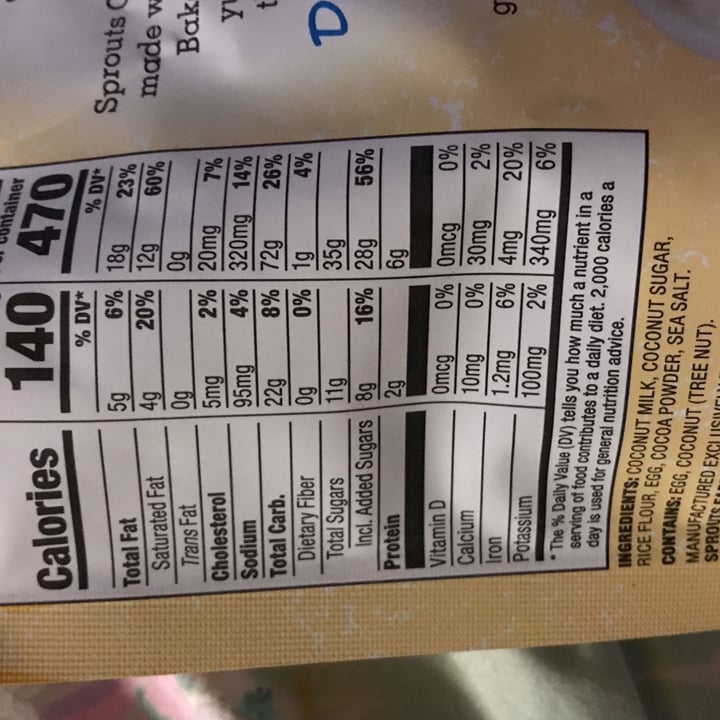 container
Calories 140 470
% DV* % DV*
Total Fat 5g 6% 18g 23%
Saturated Fat 4g 20% 12g 60%
Trans Fat 0g 0g
Cholesterol 5mg 2% 20mg 7%
Sodium 95mg 4% 320mg 14%
Total Carb. 22g 8% 72g 26%
Dietary Fiber 0g 0% 1g 4%
Total Sugars 11g 35g
Incl. Added Sugars 8g 16% 28g 56%
Protein 2g 6g
Vitamin D 0mcg 0% 0mcg 0%
Calcium 10mg 0% 30mg 2%
Iron 1.2mg 6% 4mg 20%
Potassium 100mg 2% 340mg 6%
* The % Daily Value (DV) tells you how much a nutrient in a
serving of food contributes to a daily diet. 2,000 calories a
day is used for general nutrition advice.
INGREDIENTS: COCONUT MILK, COCONUT SUGAR,
RICE FLOUR, EGG, COCOA POWDER, SEA SALT.
CONTAINS: EGG, COCONUT (TREE NUT).
MANUFACTURED
SPROUTS
Sprouts
made
Bak
D
g